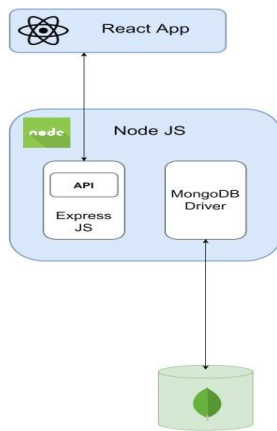 React App
node
Node JS
API
Express
JS
MongoDB
Driver